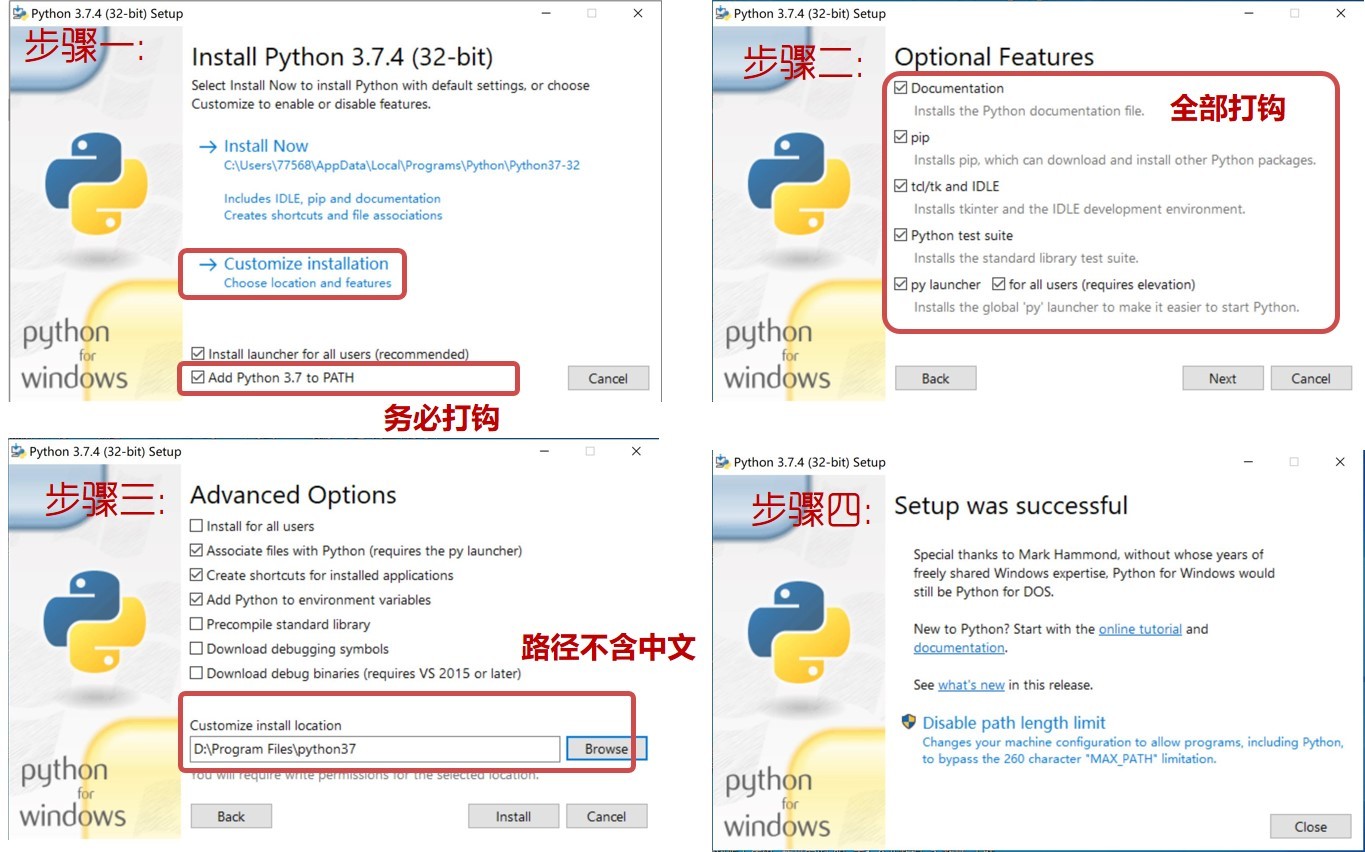 Python 3.7.4 (32-bit) Setup
步骤一:
Install Python 3.7.4 (32-bit)
Select Install Now to install Python with default settings, or choose
Customize to enable or disable features.
Install Now
C:\Users\77568\AppData\Local\Programs\Python\Python37-32
Includes IDLE, pip and documentation
Creates shortcuts and file associations
Customize installation
Choose location and features
Install launcher for all users (recommended)
Add Python 3.7 to PATH
Cancel
python
for
windows
务必打钩
Python 3.7.4 (32-bit) Setup
步骤二:
Optional Features
Documentation
Installs the Python documentation file.
全部打钩
pip
Installs pip, which can download and install other Python packages.
tcl/tk and IDLE
Installs tkinter and the IDLE development environment.
Python test suite
Installs the standard library test suite.
py launcher for all users (requires elevation)
Installs the global 'py' launcher to make it easier to start Python.
python
for
windows
Back Next Cancel
Python 3.7.4 (32-bit) Setup
步骤三:
Advanced Options
Install for all users
Associate files with Python (requires the py launcher)
Create shortcuts for installed applications
Add Python to environment variables
Precompile standard library
Download debugging symbols
Download debug binaries (requires VS 2015 or later)
路径不含中文
Customize install location
D:\Program Files\python37 Browse
You will require write permissions for the selected location.
python
for
windows
Back Install Cancel
Python 3.7.4 (32-bit) Setup
步骤四:
Setup was successful
Special thanks to Mark Hammond, without whose years of
freely shared Windows expertise, Python for Windows would
still be Python for DOS.
New to Python? Start with the online tutorial and
documentation.
See what's new in this release.
Disable path length limit
Changes your machine configuration to allow programs, including Python,
to bypass the 260 character "MAX_PATH" limitation.
python
for
windows
Close